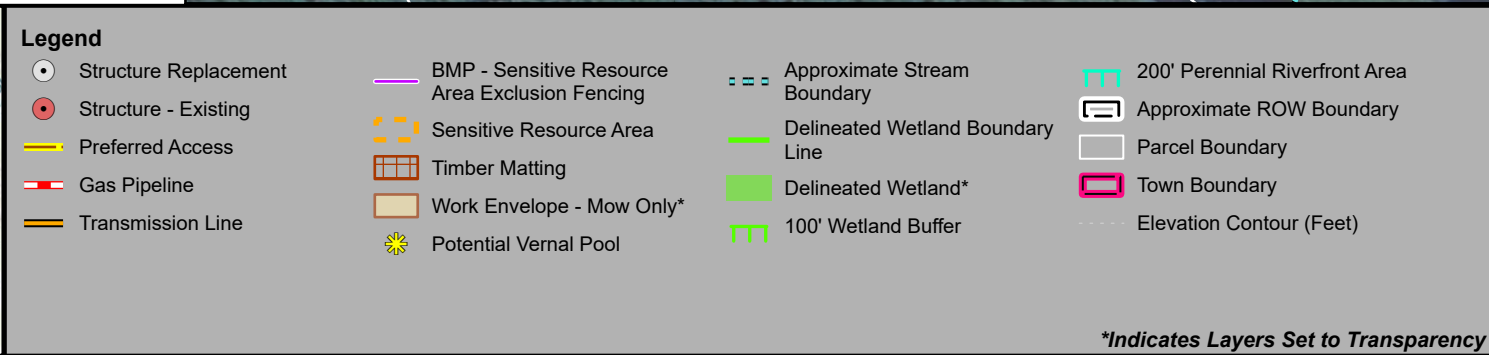 Legend
Structure Replacement
Structure - Existing
Preferred Access
Gas Pipeline
Transmission Line
BMP - Sensitive Resource
Area Exclusion Fencing
Sensitive Resource Area
Timber Matting
Work Envelope - Mow Only*
Potential Vernal Pool
Approximate Stream
Boundary
Delineated Wetland Boundary
Line
Delineated Wetland*
100' Wetland Buffer
200' Perennial Riverfront Area
Approximate ROW Boundary
Parcel Boundary
Town Boundary
Elevation Contour (Feet)
*Indicates Layers Set to Transparency